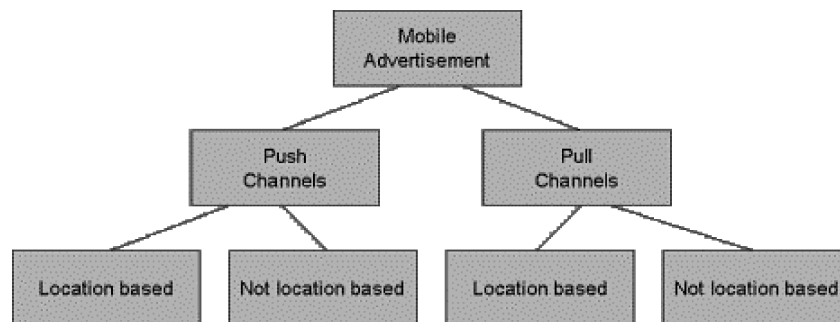 Mobile
Advertisement
Push
Channels
Pull
Channels
Location based
Not location based
Location based
Not location based